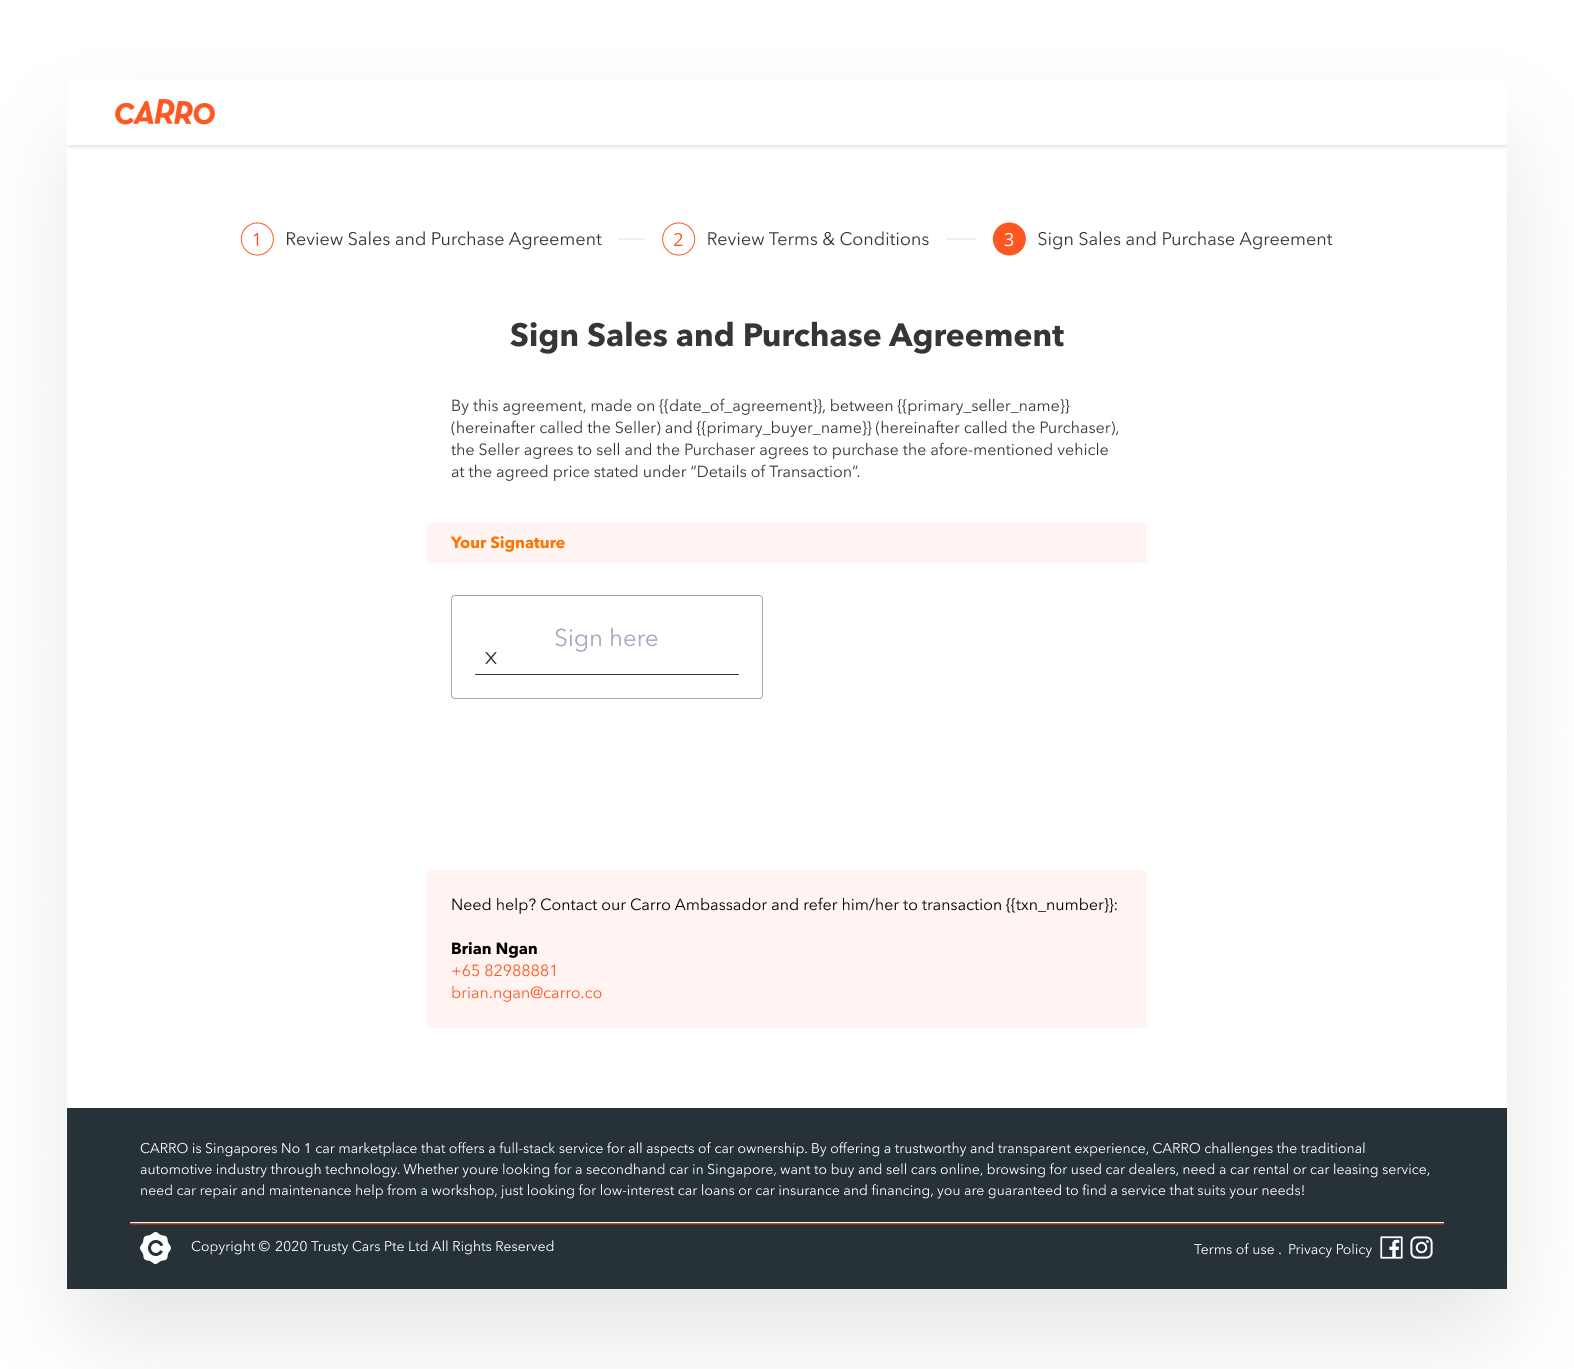 CARRO
1 Review Sales and Purchase Agreement 2 Review Terms & Conditions 3 Sign Sales and Purchase Agreement
Sign Sales and Purchase Agreement
By this agreement, made on {{date_of_agreement}}, between {{primary_seller_name}}
(hereinafter called the Seller) and {{primary_buyer_name}} (hereinafter called the Purchaser),
the Seller agrees to sell and the Purchaser agrees to purchase the afore-mentioned vehicle
at the agreed price stated under “Details of Transaction”.
Your Signature
Sign here
X
Need help? Contact our Carro Ambassador and refer him/her to transaction {{txn_number}}:
Brian Ngan
+65 82988881
brian.ngan@carro.co
CARRO is Singapores No 1 car marketplace that offers a full-stack service for all aspects of car ownership. By offering a trustworthy and transparent experience, CARRO challenges the traditional
automotive industry through technology. Whether youre looking for a secondhand car in Singapore, want to buy and sell cars online, browsing for used car dealers, need a car rental or car leasing service,
need car repair and maintenance help from a workshop, just looking for low-interest car loans or car insurance and financing, you are guaranteed to find a service that suits your needs!
C Copyright © 2020 Trusty Cars Pte Ltd All Rights Reserved
Terms of use . Privacy Policy